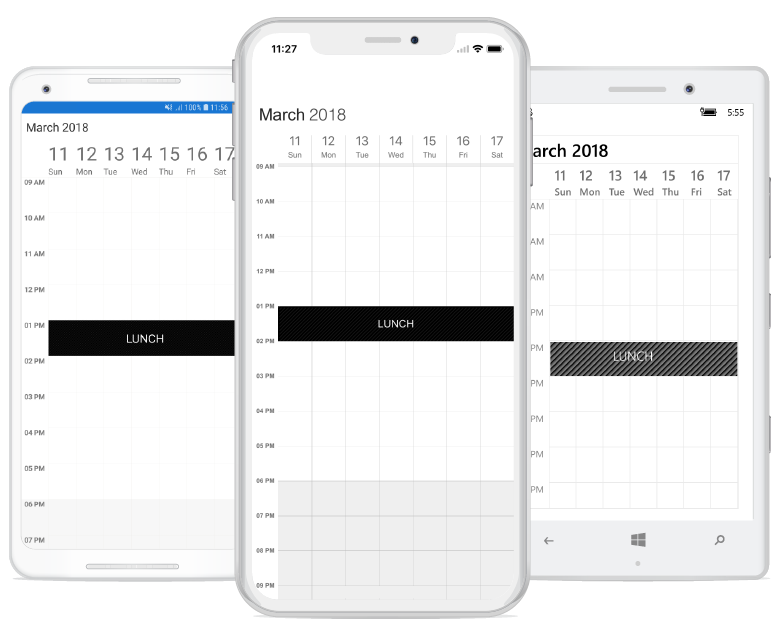 11:56
100%
March 2018
11 12 13 14 15 16 17
Sun Mon Tue Wed Thu Fri Sat
09 AM
10 AM
11 AM
12 PM
01 PM
LUNCH
02 PM
03 PM
04 PM
05 PM
06 PM
07 PM
11:27
March 2018
11 12 13 14 15 16 17
Sun Mon Tue Wed Thu Fri Sat
09 AM
10 AM
11 AM
12 PM
01 PM
LUNCH
02 PM
03 PM
04 PM
05 PM
06 PM
07 PM
08 PM
09 PM
5:55
arch 2018
11 12 13 14 15 16 17
Sun Mon Tue Wed Thu Fri Sat
AM
AM
AM
PM
PM
LUNCH
PM
PM
PM
PM